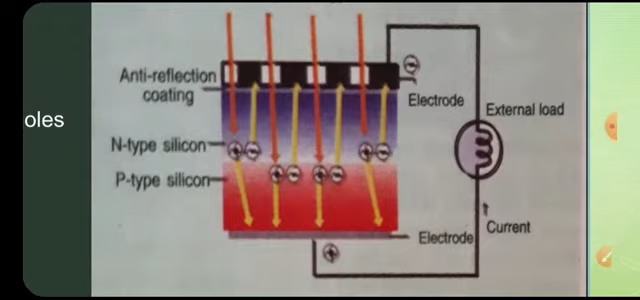 oles
Anti-reflection
coating
Electrode
External load
N-type silicon
P-type silicon
Current
Electrode